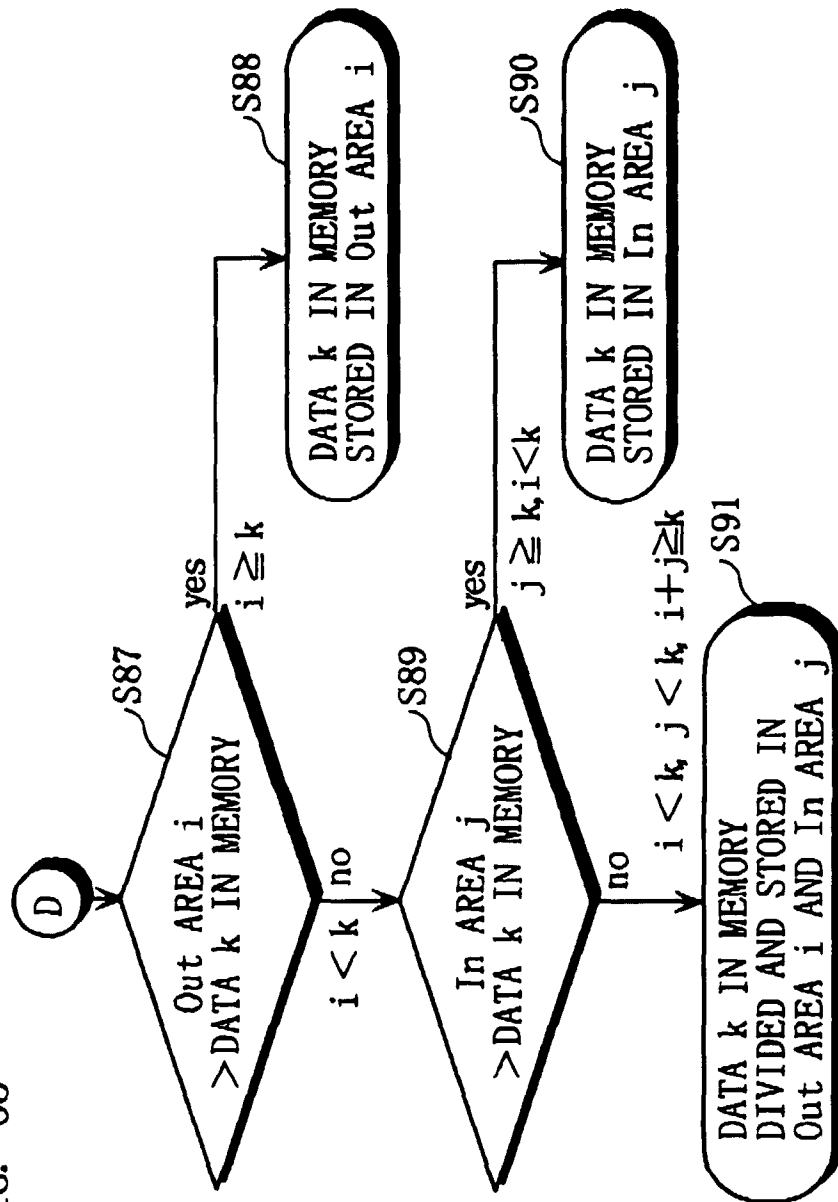 D
S87
Out AREA i
>DATA k IN MEMORY
yes
i ≧ k
S88
DATA k IN MEMORY
STORED IN Out AREA i
no
i < k
S89
In AREA j
>DATA k IN MEMORY
yes
j ≧ k, i<k
S90
DATA k IN MEMORY
STORED IN In AREA j
no
i < k, j < k, i+j≧k
S91
DATA k IN MEMORY
DIVIDED AND STORED IN
Out AREA i AND In AREA j